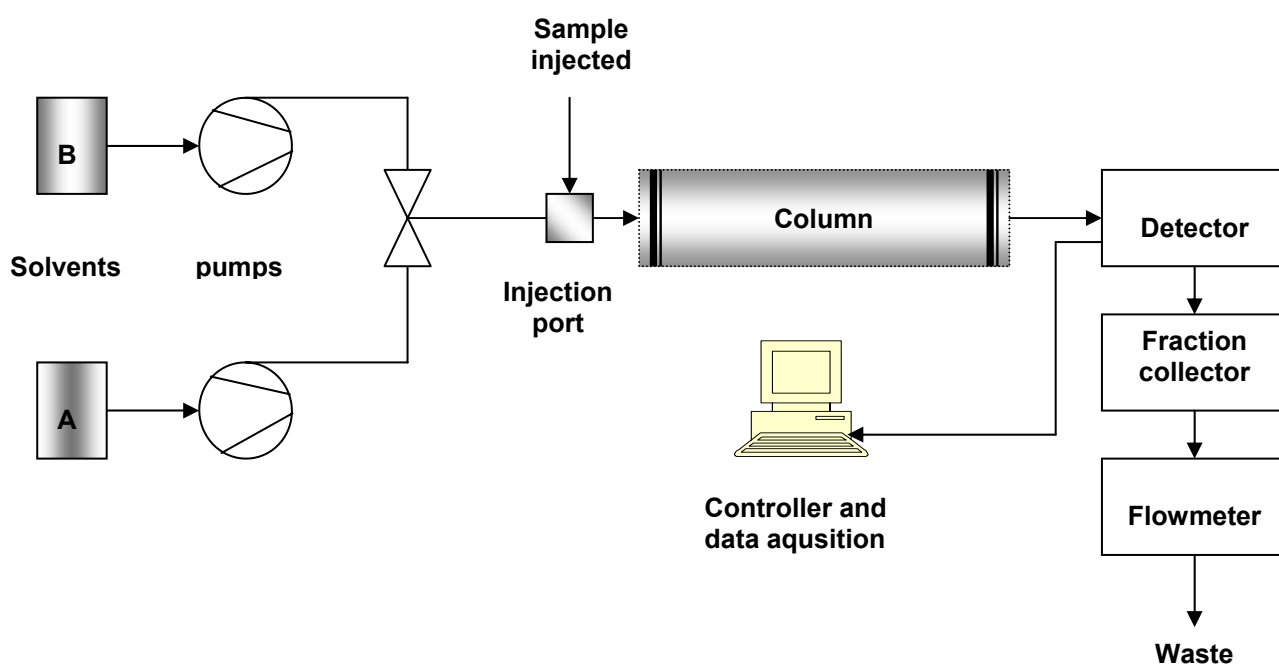 Sample
injected
B
Solvents
pumps
A
Injection
port
Column
Detector
Fraction
collector
Flowmeter
Waste
Controller and
data aqusition